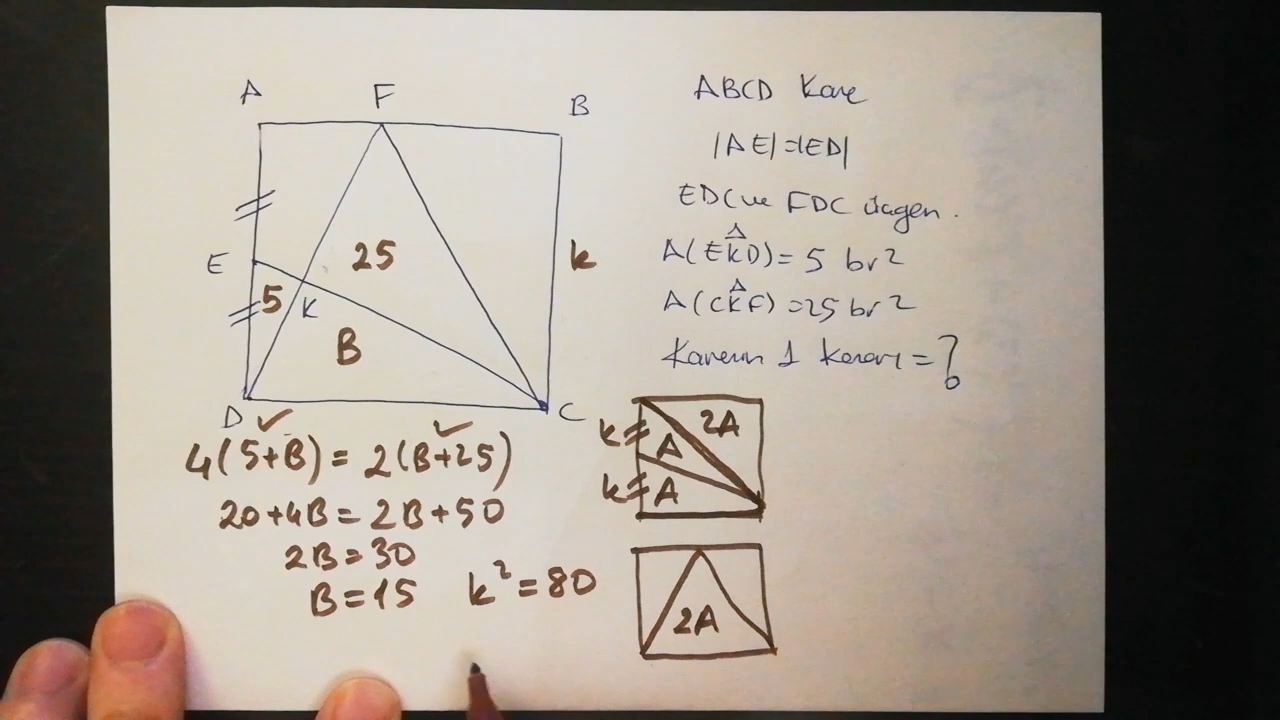 A F B
E 25 k
5 K
B
D C
ABCD Kare
|AE|=|ED|
EDC ve FDC üçgen.
A(EKD)=5 br²
A(CKF)=25 br²
Karenin 1 kenarı=?
4(5+B)=2(B+25)
20+4B=2B+50
2B=30
B=15 k²=80
k A 2A
k A
2A